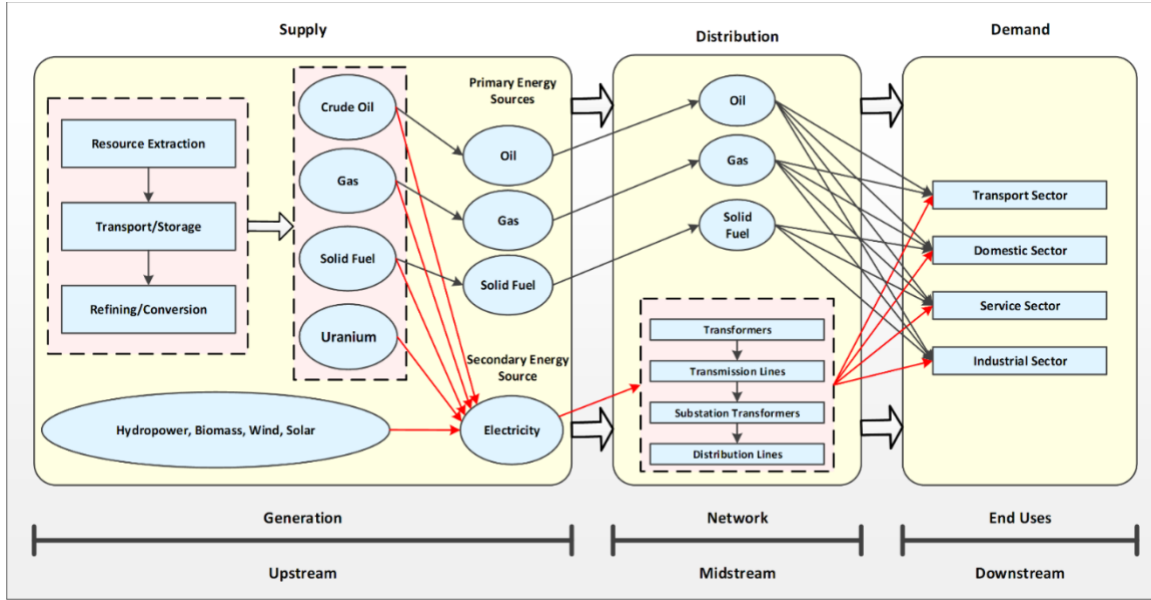 Supply
Distribution
Demand
Resource Extraction
Transport/Storage
Refining/Conversion
Crude Oil
Gas
Solid Fuel
Uranium
Hydropower, Biomass, Wind, Solar
Primary Energy
Sources
Oil
Gas
Solid Fuel
Secondary Energy
Source
Electricity
Oil
Gas
Solid
Fuel
Transformers
Transmission Lines
Substation Transformers
Distribution Lines
Transport Sector
Domestic Sector
Service Sector
Industrial Sector
Generation
Network
End Uses
Upstream
Midstream
Downstream